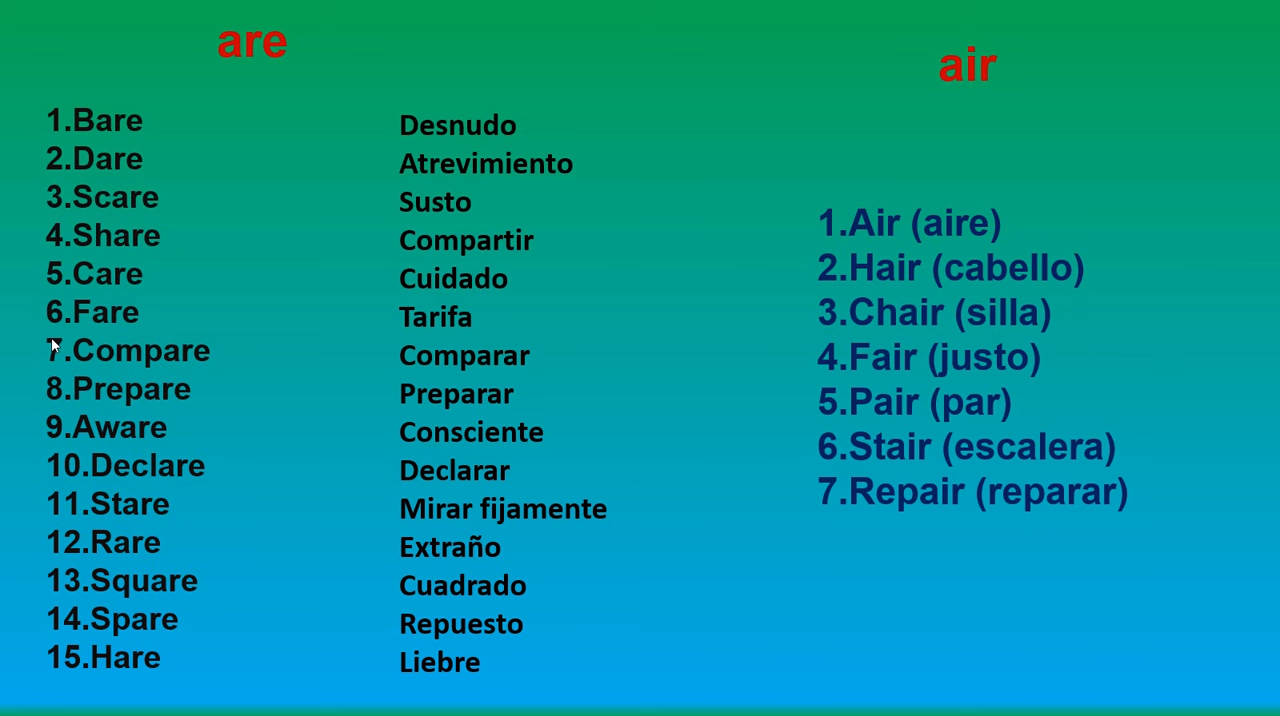 are
1.Bare
2.Dare
3.Scare
4.Share
5.Care
6.Fare
7.Compare
8.Prepare
9.Aware
10.Declare
11.Stare
12.Rare
13.Square
14.Spare
15.Hare
Desnudo
Atrevimiento
Susto
Compartir
Cuidado
Tarifa
Comparar
Preparar
Consciente
Declarar
Mirar fijamente
Extraño
Cuadrado
Repuesto
Liebre
air
1.Air (aire)
2.Hair (cabello)
3.Chair (silla)
4.Fair (justo)
5.Pair (par)
6.Stair (escalera)
7.Repair (reparar)